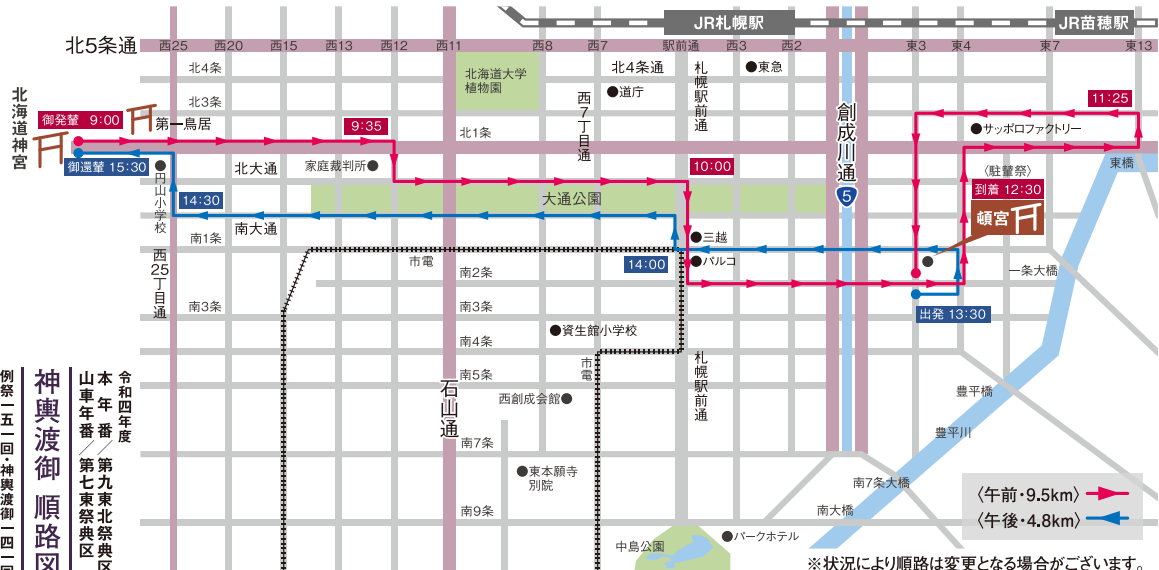 JR札幌駅
JR苗穂駅
北5条通
西25
西20
西15
西13
西12
西11
西8
西7
駅前通
西3
西2
東3
東4
東7
東13
北4条
北海道大学
植物園
北4条通
●東急
●道庁
札幌駅前通
北3条
西7丁目通
創成川通
5
11:25
北海道神宮
御発輦 9:00
第一鳥居
9:35
北1条
●サッポロファクトリー
御還輦 15:30
円山小学校
北大通
家庭裁判所●
10:00
東橋
〈駐輦祭〉
到着 12:30
頓宮
14:30
大通公園
南大通
南1条
●三越
市電
14:00
●パルコ
西25丁目通
南2条
一条大橋
南3条
出発 13:30
●資生館小学校
南4条
市電
札幌駅前通
南5条
石山通
西創成会館●
豊平橋
豊平川
南7条
●東本願寺
別院
南7条大橋
南9条
南大橋
中島公園
●パークホテル
令和四年度
本年番/第九東北祭典区
山車年番/第七東祭典区
神輿渡御 順路図
例祭一五一回・神輿渡御一四一回
〈午前・9.5km〉
〈午後・4.8km〉
※状況により順路は変更となる場合がございます。